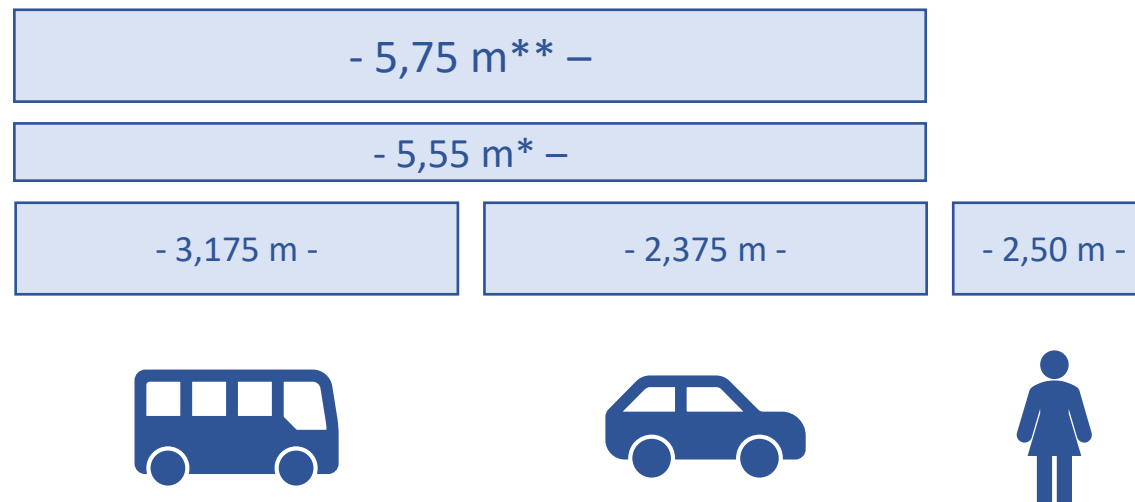 - 5,75 m** –
- 5,55 m* –
- 3,175 m -
- 2,375 m -
- 2,50 m -